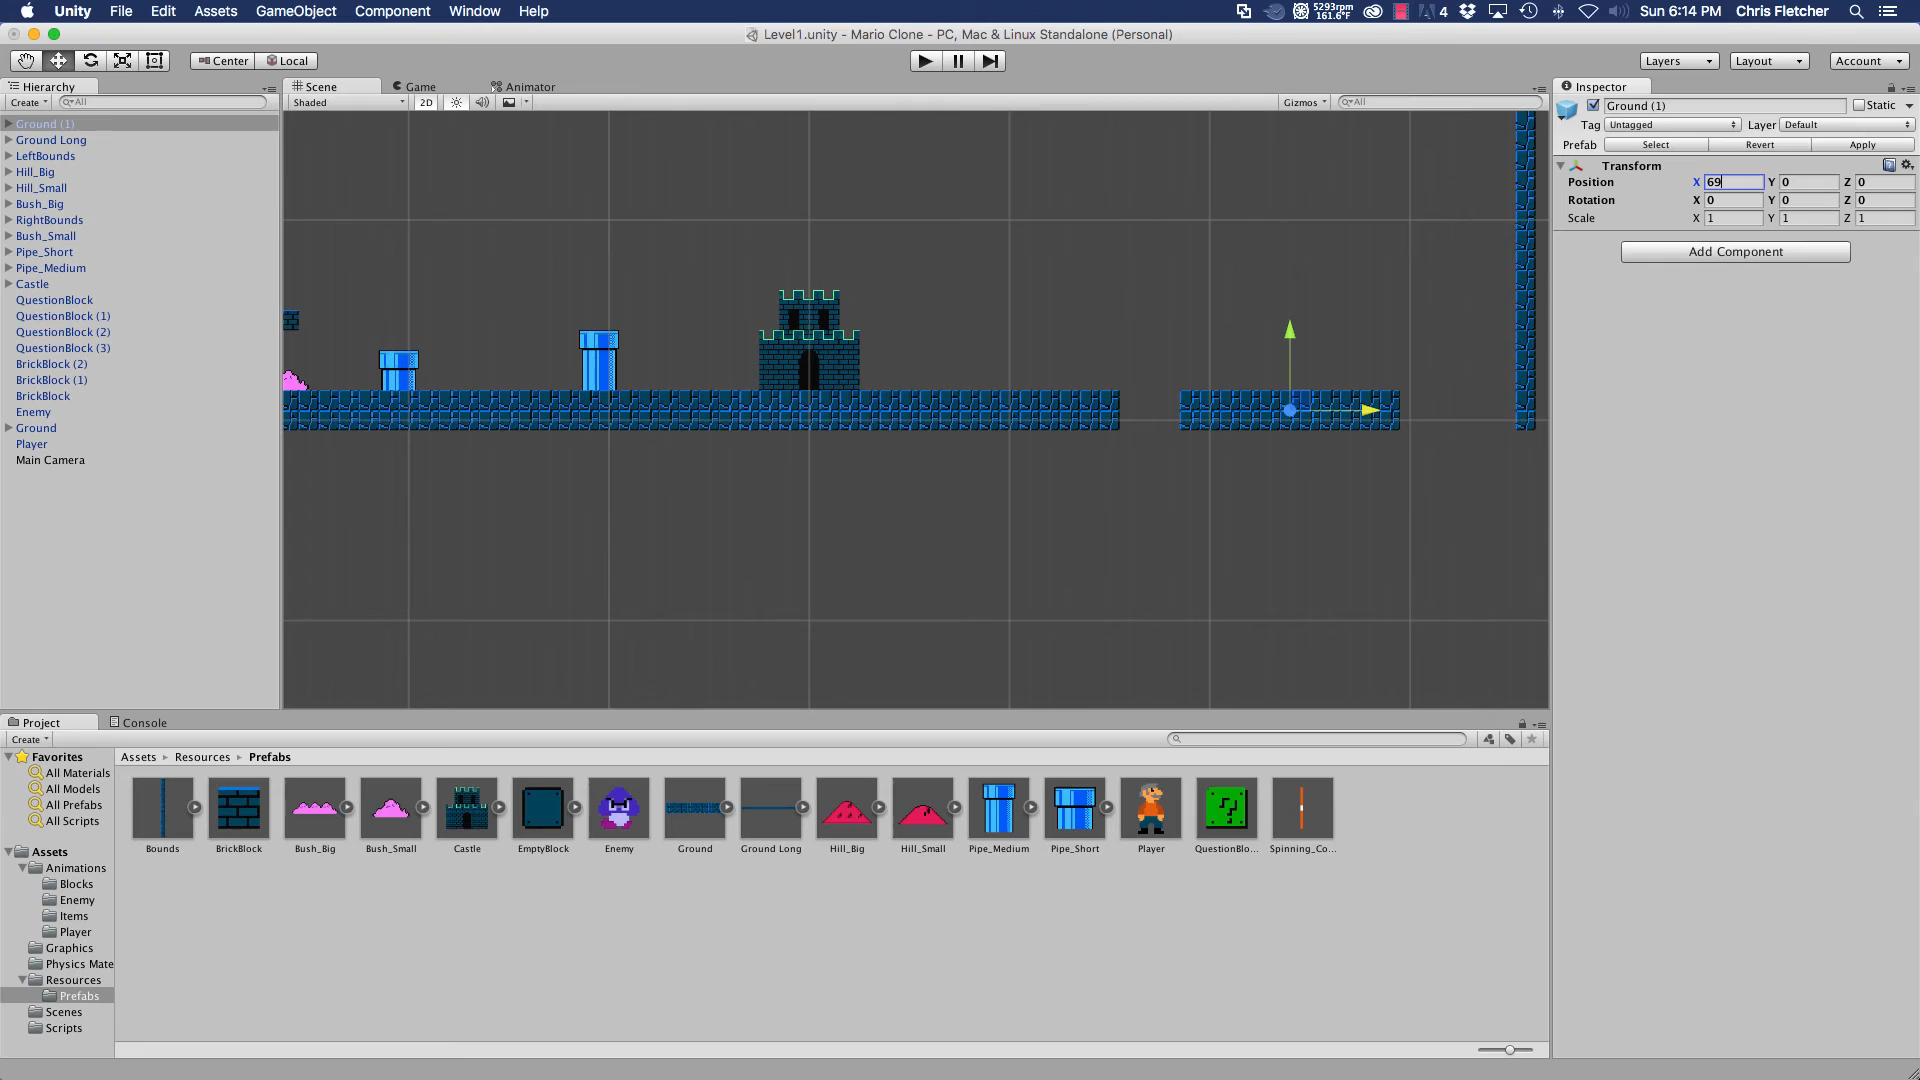 Unity File Edit Assets GameObject Component Window Help
5293rpm
161.6°F
4
Sun 6:14 PM Chris Fletcher
Level1.unity - Mario Clone - PC, Mac & Linux Standalone (Personal)
Center Local
Layers Layout Account
Hierarchy
Create All
Ground (1)
Ground Long
LeftBounds
Hill_Big
Hill_Small
Bush_Big
RightBounds
Bush_Small
Pipe_Short
Pipe_Medium
Castle
QuestionBlock
QuestionBlock (1)
QuestionBlock (2)
QuestionBlock (3)
BrickBlock (2)
BrickBlock (1)
BrickBlock
Enemy
Ground
Player
Main Camera
Scene Game Animator
Shaded 2D Gizmos All
Inspector
Ground (1) Static
Tag Untagged Layer Default
Prefab Select Revert Apply
Transform
Position X 69 Y 0 Z 0
Rotation X 0 Y 0 Z 0
Scale X 1 Y 1 Z 1
Add Component
Project Console
Create
Favorites
All Materials
All Models
All Prefabs
All Scripts
Assets
Animations
Blocks
Enemy
Items
Player
Graphics
Physics Mate
Resources
Prefabs
Scenes
Scripts
Assets Resources Prefabs
Bounds BrickBlock Bush_Big Bush_Small Castle EmptyBlock Enemy Ground Ground Long Hill_Big Hill_Small Pipe_Medium Pipe_Short Player QuestionBlo... Spinning_Co...